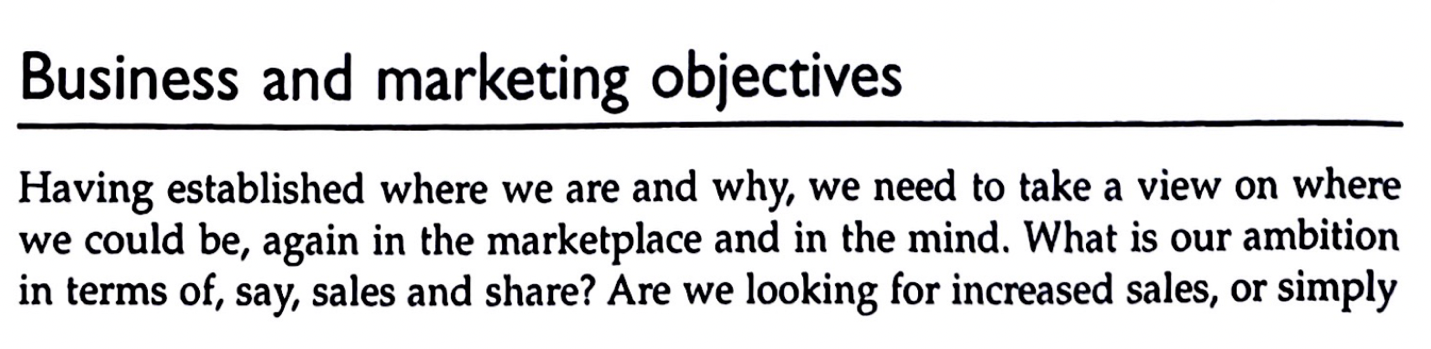 Business and marketing objectives
Having established where we are and why, we need to take a view on where
we could be, again in the marketplace and in the mind. What is our ambition
in terms of, say, sales and share? Are we looking for increased sales, or simply